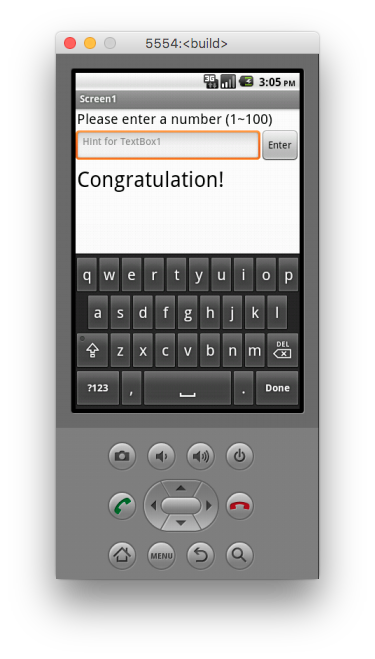 5554:<build>
3G 3:05 PM
Screen1
Please enter a number (1~100)
Hint for TextBox1 Enter
Congratulation!
q w e r t y u i o p
a s d f g h j k l
z x c v b n m DEL
?123 , . Done
MENU